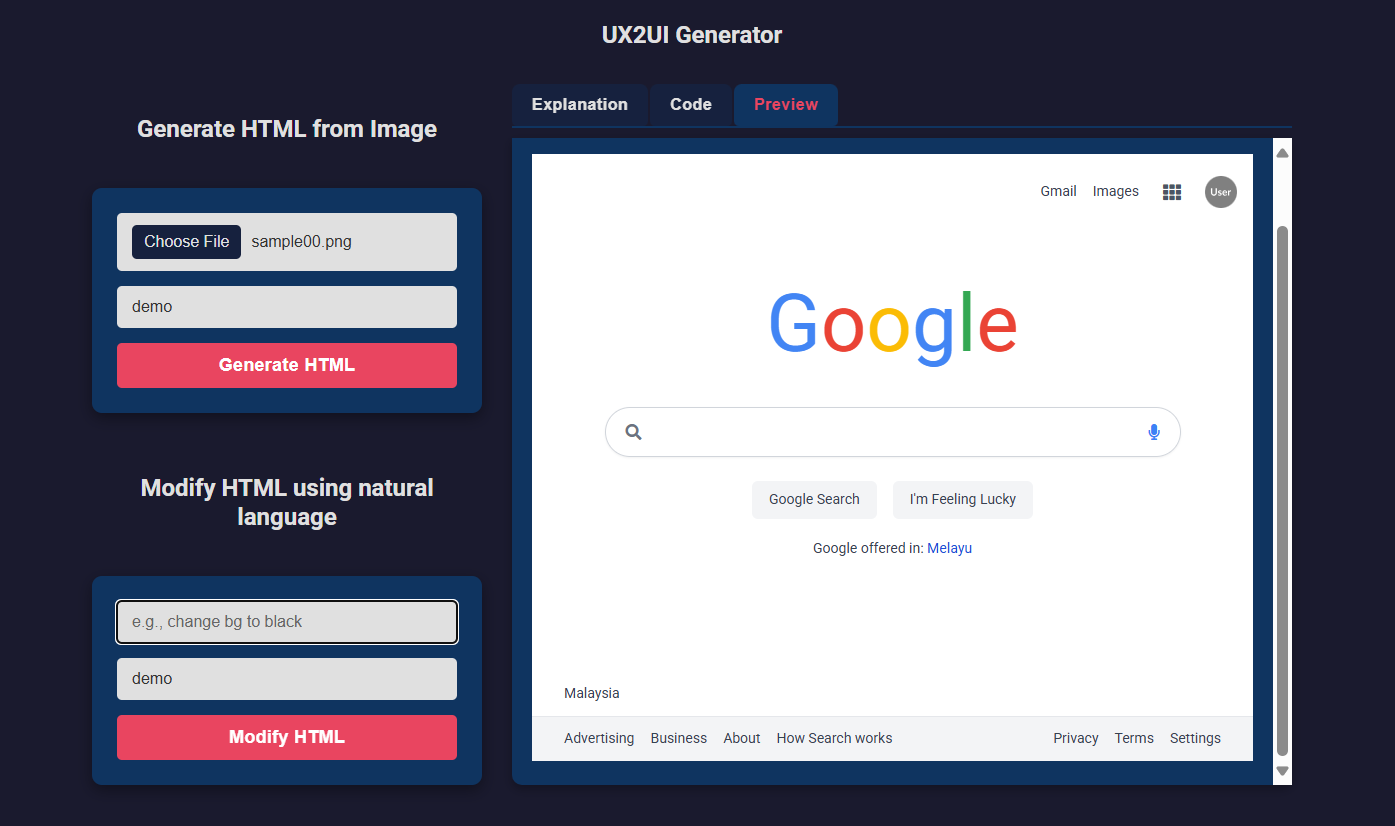 UX2UI Generator
Generate HTML from Image
Choose File sample00.png
demo
Generate HTML
Modify HTML using natural
language
e.g., change bg to black
demo
Modify HTML
Explanation Code Preview
Gmail Images User
Google
Google Search I'm Feeling Lucky
Google offered in: Melayu
Malaysia
Advertising Business About How Search works Privacy Terms Settings